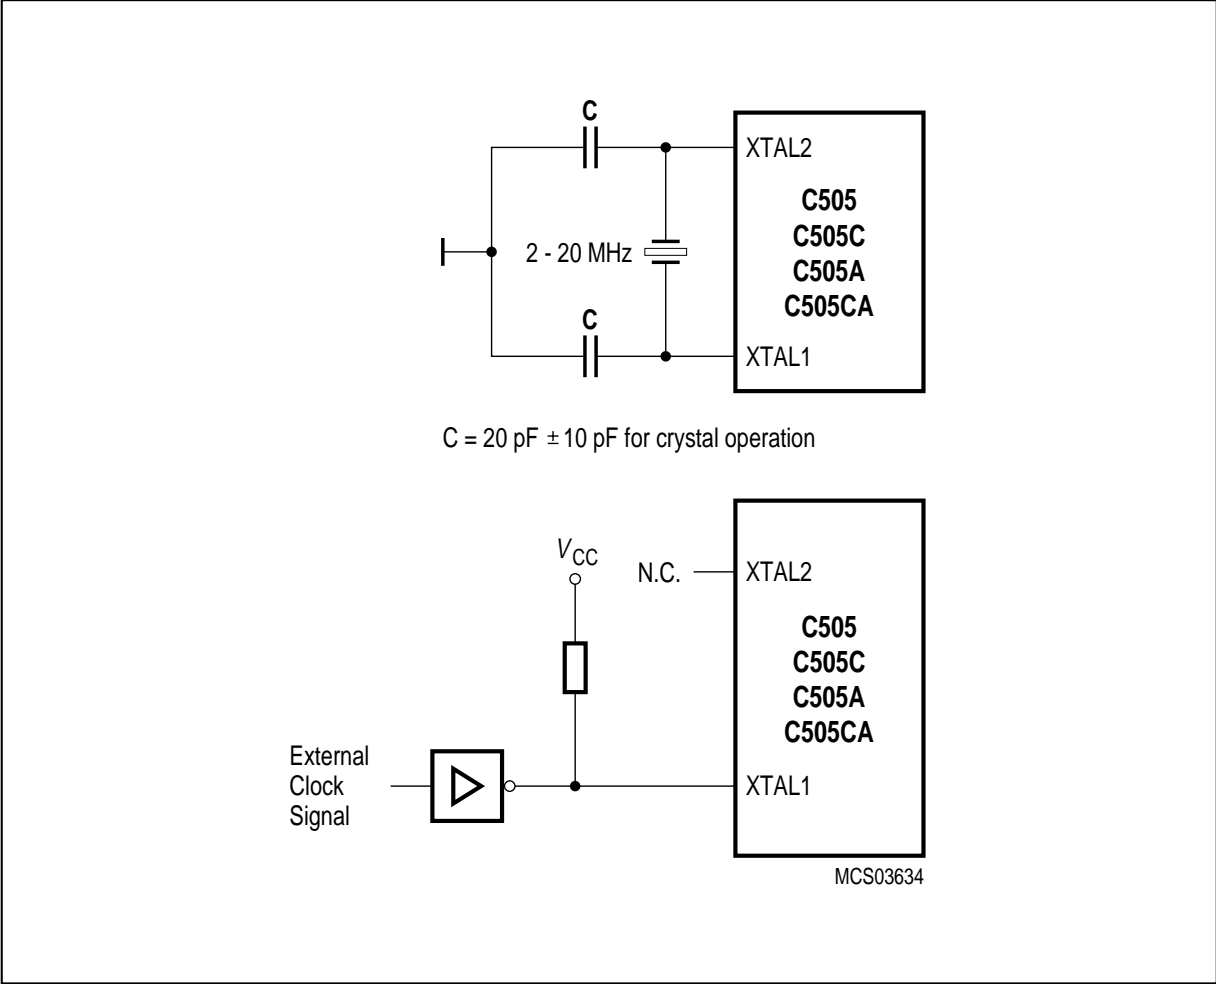 C
XTAL2
C505
C505C
2 - 20 MHz
C505A
C505CA
C
XTAL1
C = 20 pF ± 10 pF for crystal operation
VCC
N.C.
XTAL2
C505
C505C
C505A
C505CA
External
Clock
Signal
XTAL1
MCS03634